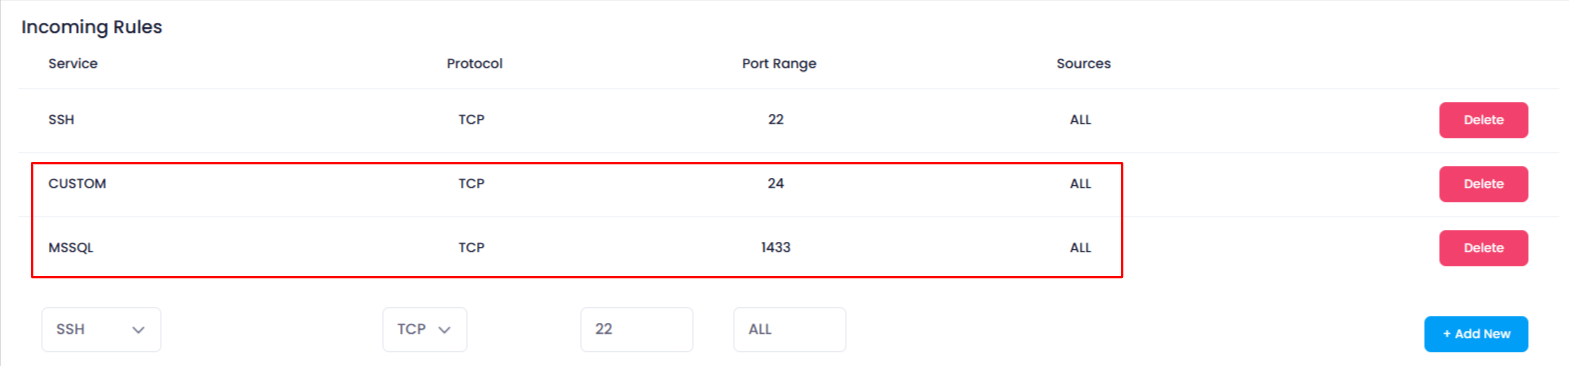 Incoming Rules
Service Protocol Port Range Sources
SSH TCP 22 ALL Delete
CUSTOM TCP 24 ALL Delete
MSSQL TCP 1433 ALL Delete
SSH TCP 22 ALL + Add New